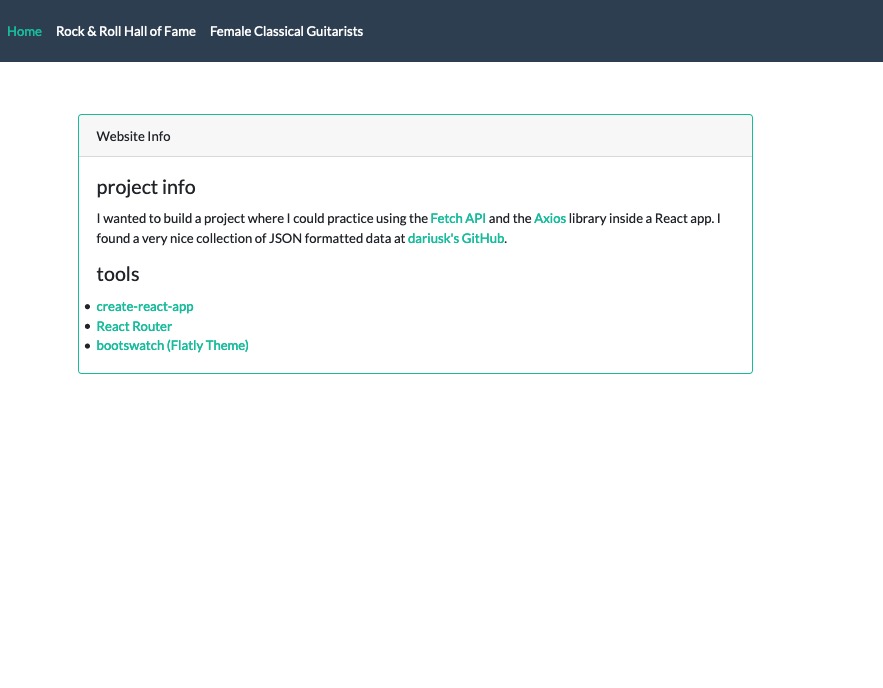 Home Rock & Roll Hall of Fame Female Classical Guitarists
Website Info
project info
I wanted to build a project where I could practice using the Fetch API and the Axios library inside a React app. I
found a very nice collection of JSON formatted data at dariusk's GitHub.
tools
• create-react-app
• React Router
• bootswatch (Flatly Theme)